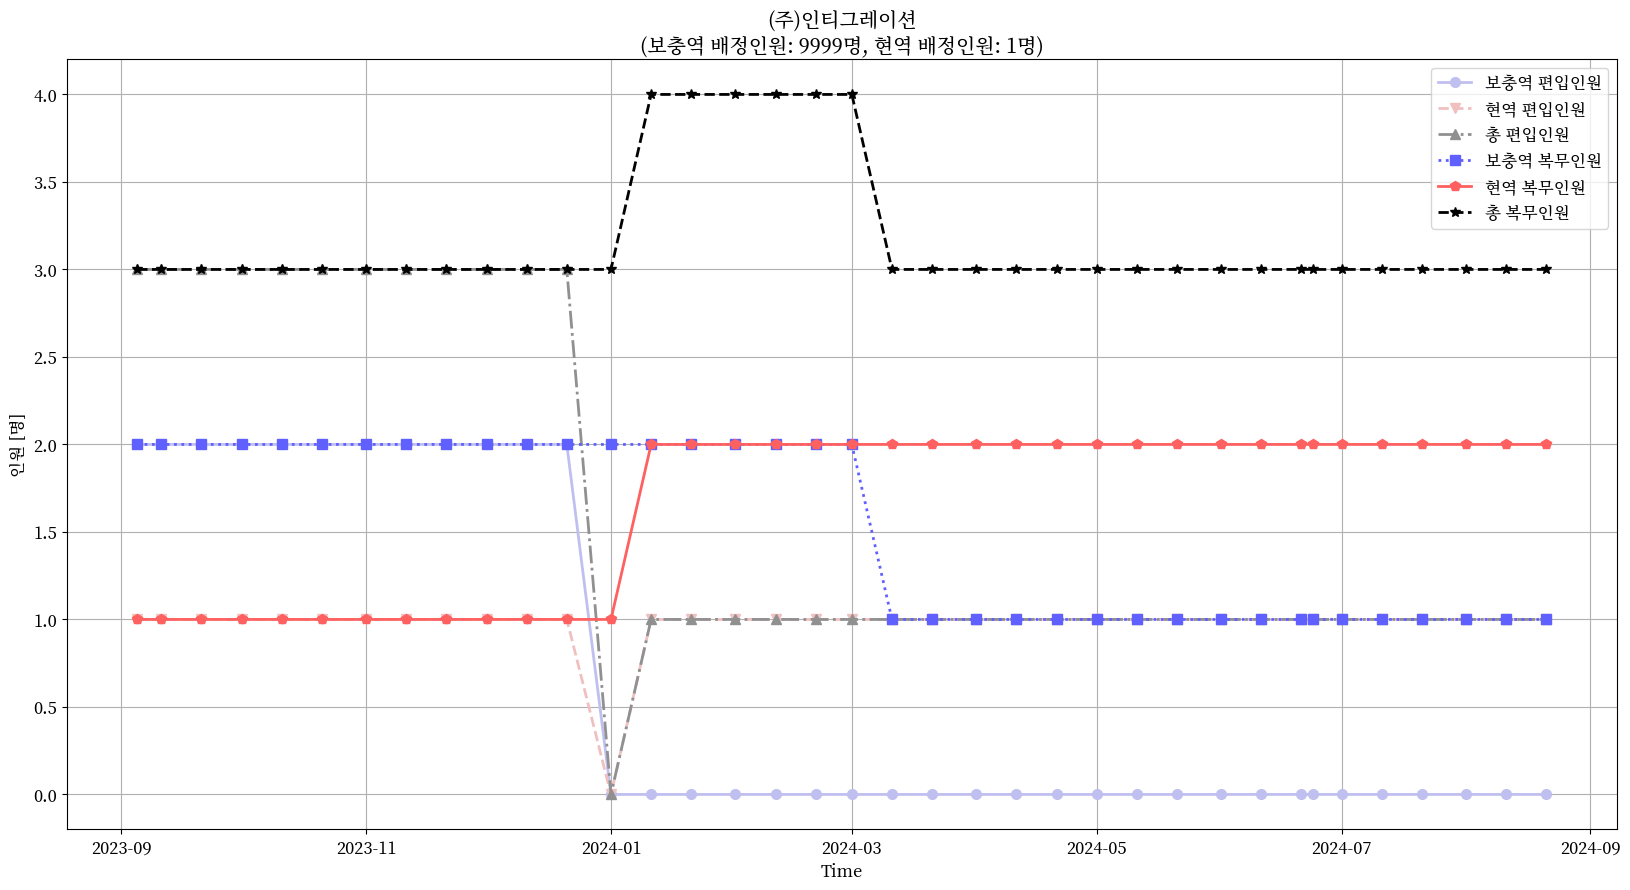 (주)인티그레이션
(보충역 배정인원: 9999명, 현역 배정인원: 1명)
보충역 편입인원
현역 편입인원
총 편입인원
보충역 복무인원
현역 복무인원
총 복무인원
인원 [명]
4.0
3.5
3.0
2.5
2.0
1.5
1.0
0.5
0.0
2023-09 2023-11 2024-01 2024-03 2024-05 2024-07 2024-09
Time